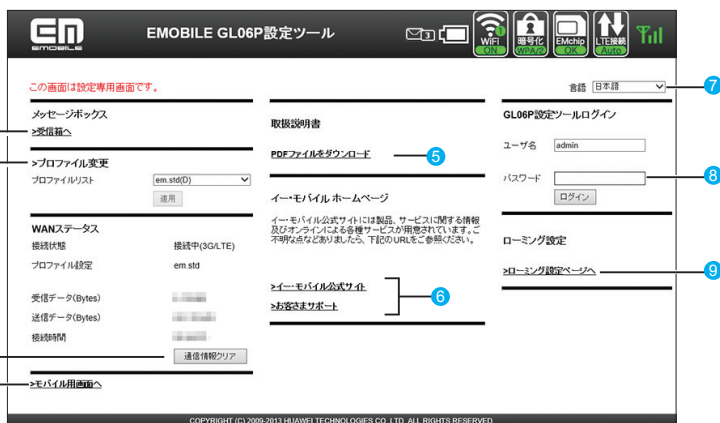 EMOBILE
EMOBILE GL06P設定ツール
3
WiFi
1
ON
暗号化
WPA/2
EMchip
OK
LTE接続
Auto
この画面は設定専用画面です。
言語 日本語
7
メッセージボックス
>受信箱へ
>プロファイル変更
プロファイルリスト em.std(D)
適用
WANステータス
接続状態 接続中(3G/LTE)
プロファイル設定 em.std
受信データ(Bytes)
送信データ(Bytes)
接続時間
通信情報クリア
>モバイル用画面へ
取扱説明書
PDFファイルをダウンロード
5
イー・モバイル ホームページ
イー・モバイル公式サイトには製品、サービスに関する情報
及びオンラインによる各種サービスが用意されています。ご
不明な点などありましたら、下記のURLをご参照ください。
>イー・モバイル公式サイト
>お客さまサポート
6
GL06P設定ツールログイン
ユーザ名 admin
パスワード
8
ログイン
ローミング設定
>ローミング設定ページへ
9
COPYRIGHT (C) 2009-2013 HUAWEI TECHNOLOGIES CO.,LTD. ALL RIGHTS RESERVED